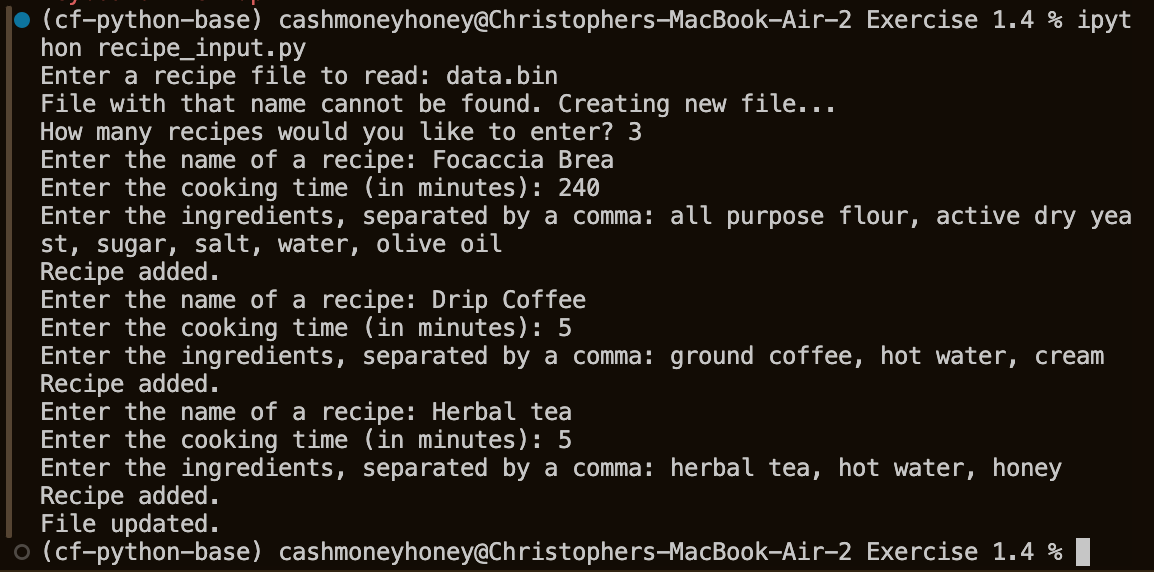 (cf-python-base) cashmoneyhoney@Christophers-MacBook-Air-2 Exercise 1.4 % ipyt
hon recipe_input.py
Enter a recipe file to read: data.bin
File with that name cannot be found. Creating new file...
How many recipes would you like to enter? 3
Enter the name of a recipe: Focaccia Brea
Enter the cooking time (in minutes): 240
Enter the ingredients, separated by a comma: all purpose flour, active dry yea
st, sugar, salt, water, olive oil
Recipe added.
Enter the name of a recipe: Drip Coffee
Enter the cooking time (in minutes): 5
Enter the ingredients, separated by a comma: ground coffee, hot water, cream
Recipe added.
Enter the name of a recipe: Herbal tea
Enter the cooking time (in minutes): 5
Enter the ingredients, separated by a comma: herbal tea, hot water, honey
Recipe added.
File updated.
(cf-python-base) cashmoneyhoney@Christophers-MacBook-Air-2 Exercise 1.4 %